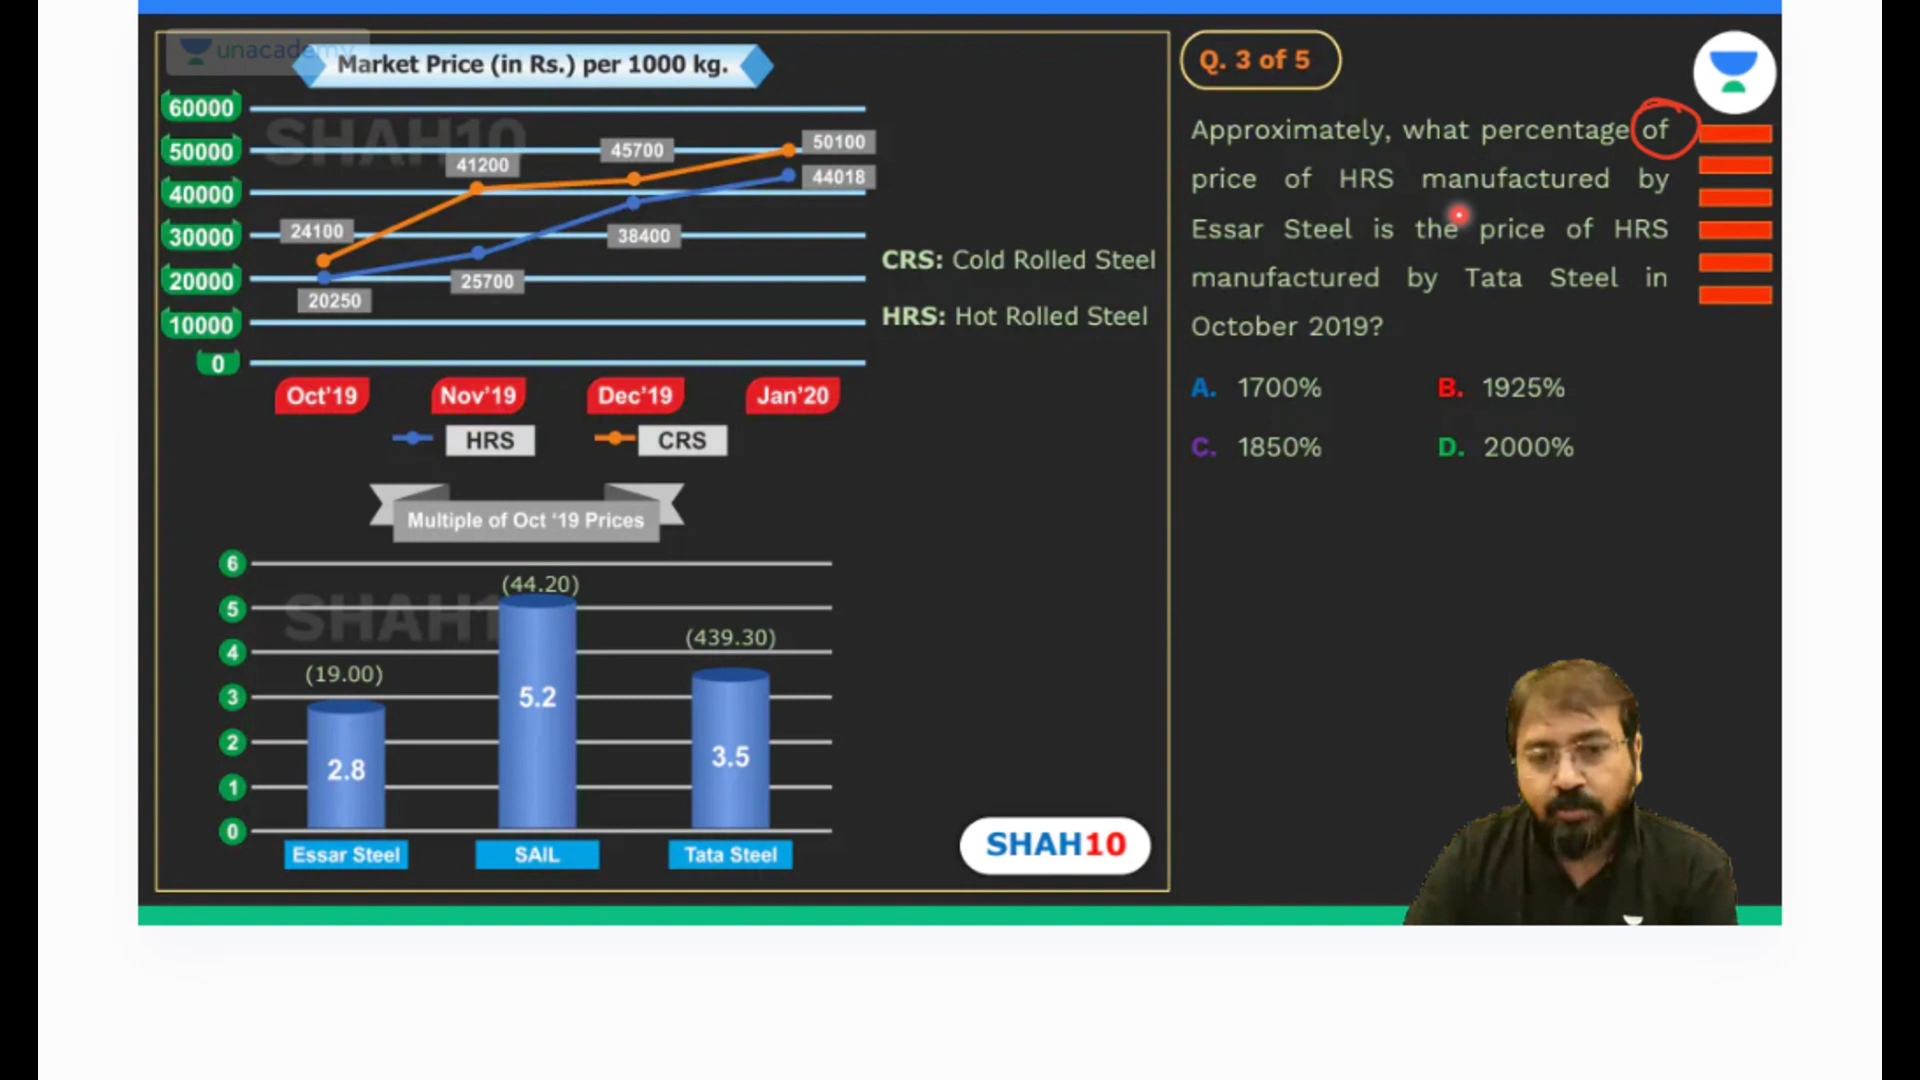 unacademy
Market Price (in Rs.) per 1000 kg.
60000
50000
40000
30000
20000
10000
0
SHAH10
24100
41200
45700
50100
44018
38400
25700
20250
CRS: Cold Rolled Steel
HRS: Hot Rolled Steel
Oct'19
Nov'19
Dec'19
Jan'20
HRS
CRS
Multiple of Oct '19 Prices
6
5
4
3
2
1
0
SHAH1
(19.00)
(44.20)
(439.30)
2.8
5.2
3.5
Essar Steel
SAIL
Tata Steel
SHAH10
Q. 3 of 5
Approximately, what percentage of
price of HRS manufactured by
Essar Steel is the price of HRS
manufactured by Tata Steel in
October 2019?
A. 1700%
B. 1925%
C. 1850%
D. 2000%